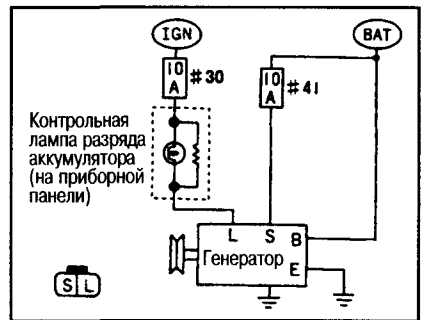 IGN
BAT
10 A #30
10 A #41
Контрольная
лампа разряда
аккумулятора
(на приборной
панели)
L S B
Генератор E
S L